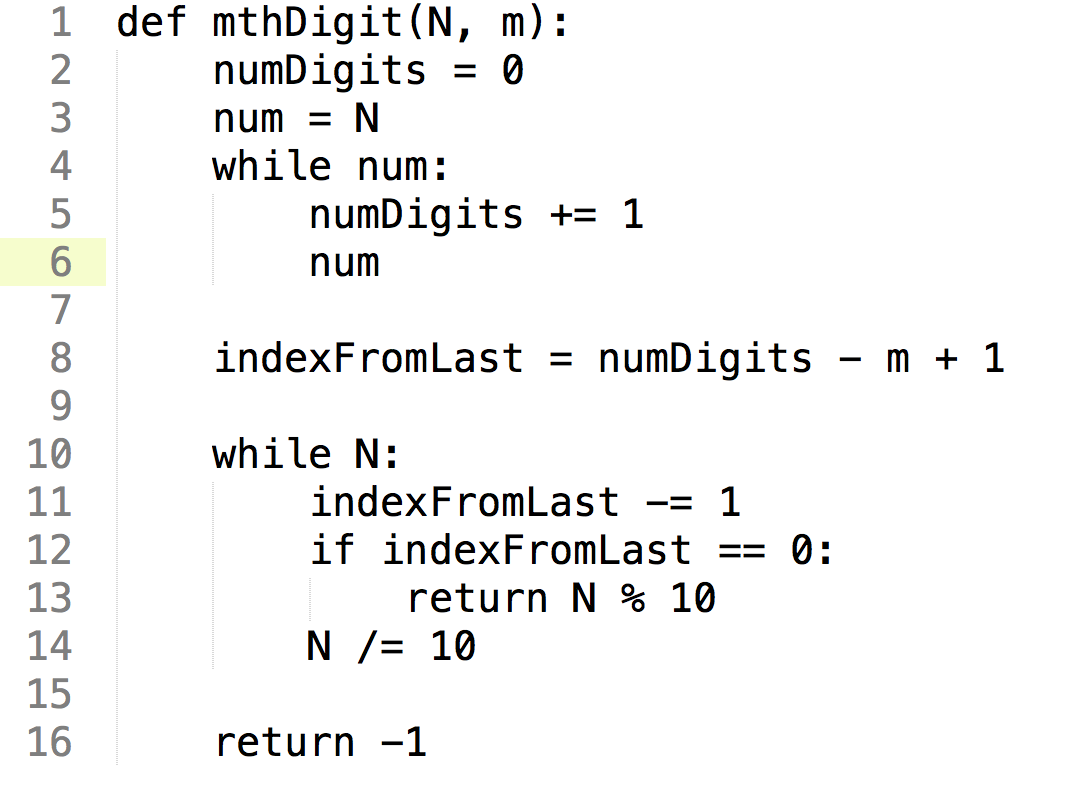 1 def mthDigit(N, m):
2     numDigits = 0
3     num = N
4     while num:
5         numDigits += 1
6         num
7
8     indexFromLast = numDigits - m + 1
9
10     while N:
11         indexFromLast -= 1
12         if indexFromLast == 0:
13             return N % 10
14         N /= 10
15
16     return -1